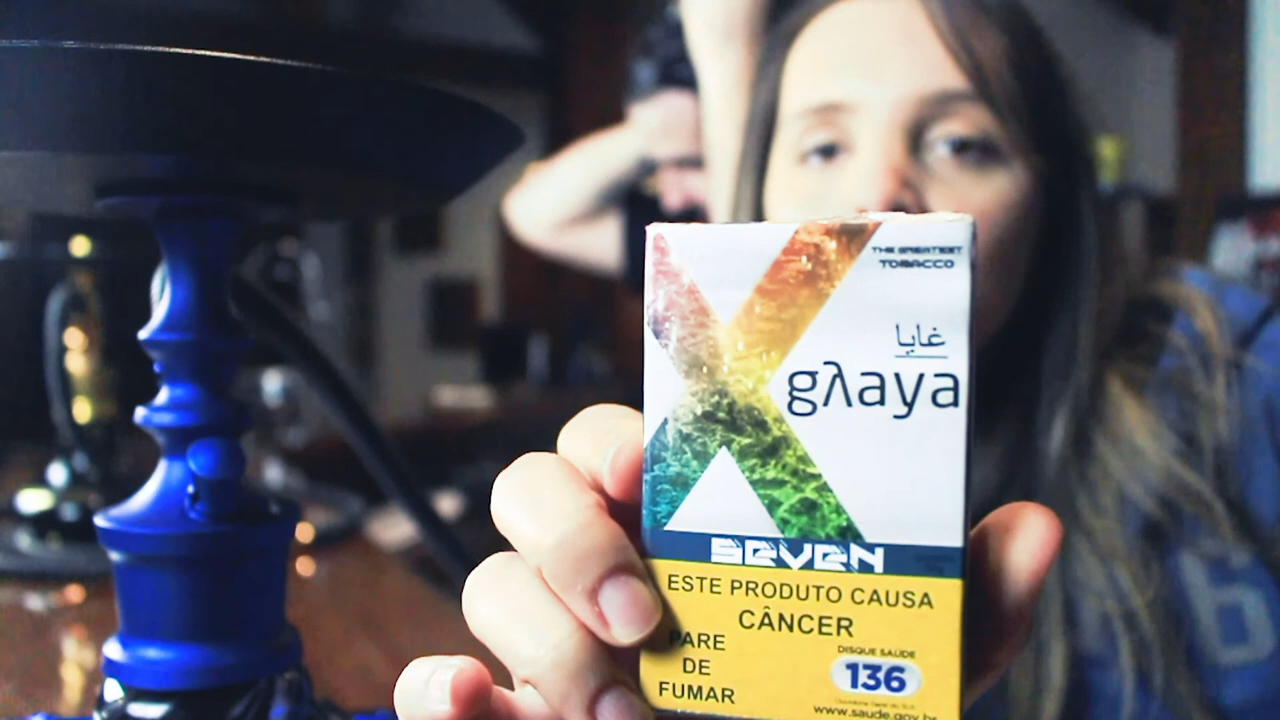 THE GREATEST
TOBACCO
غايا
gλaya
SEVEN
ESTE PRODUTO CAUSA
CÂNCER
PARE
DE
FUMAR
DISQUE SAÚDE
136
www.saude.gov.br
6